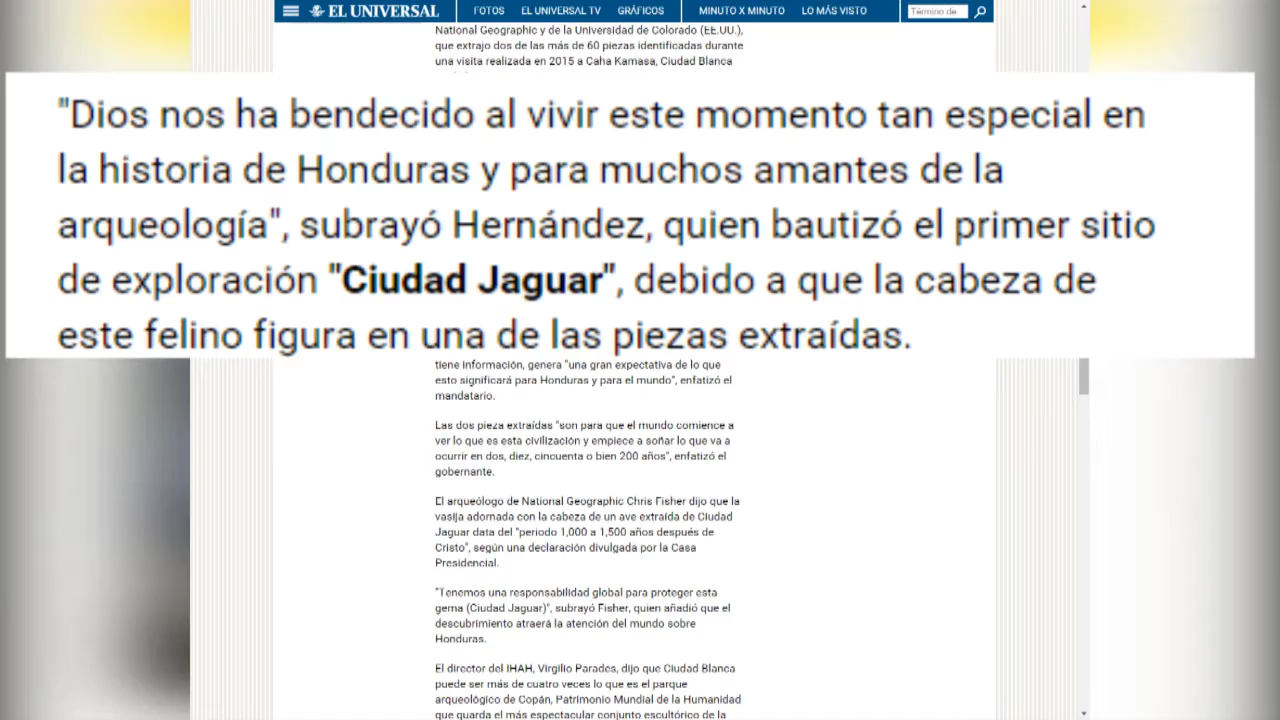 EL UNIVERSAL
FOTOS EL UNIVERSAL TV GRÁFICOS MINUTO X MINUTO LO MÁS VISTO Término de
National Geographic y de la Universidad de Colorado (EE.UU.),
que extrajo dos de las más de 60 piezas identificadas durante
una visita realizada en 2015 a Caha Kamasa, Ciudad Blanca
"Dios nos ha bendecido al vivir este momento tan especial en
la historia de Honduras y para muchos amantes de la
arqueología", subrayó Hernández, quien bautizó el primer sitio
de exploración "Ciudad Jaguar", debido a que la cabeza de
este felino figura en una de las piezas extraídas.
tiene información, genera "una gran expectativa de lo que
esto significará para Honduras y para el mundo", enfatizó el
mandatario.
Las dos pieza extraídas "son para que el mundo comience a
ver lo que es esta civilización y empiece a soñar lo que va a
ocurrir en dos, diez, cincuenta o bien 200 años", enfatizó el
gobernante.
El arqueólogo de National Geographic Chris Fisher dijo que la
vasija adornada con la cabeza de un ave extraída de Ciudad
Jaguar data del "periodo 1,000 a 1,500 años después de
Cristo", según una declaración divulgada por la Casa
Presidencial.
"Tenemos una responsabilidad global para proteger esta
gema (Ciudad Jaguar)", subrayó Fisher, quien añadió que el
descubrimiento atraerá la atención del mundo sobre
Honduras.
El director del IHAH, Virgilio Paredes, dijo que Ciudad Blanca
puede ser más de cuatro veces lo que es el parque
arqueológico de Copán, Patrimonio Mundial de la Humanidad
que guarda el más espectacular conjunto escultórico de la